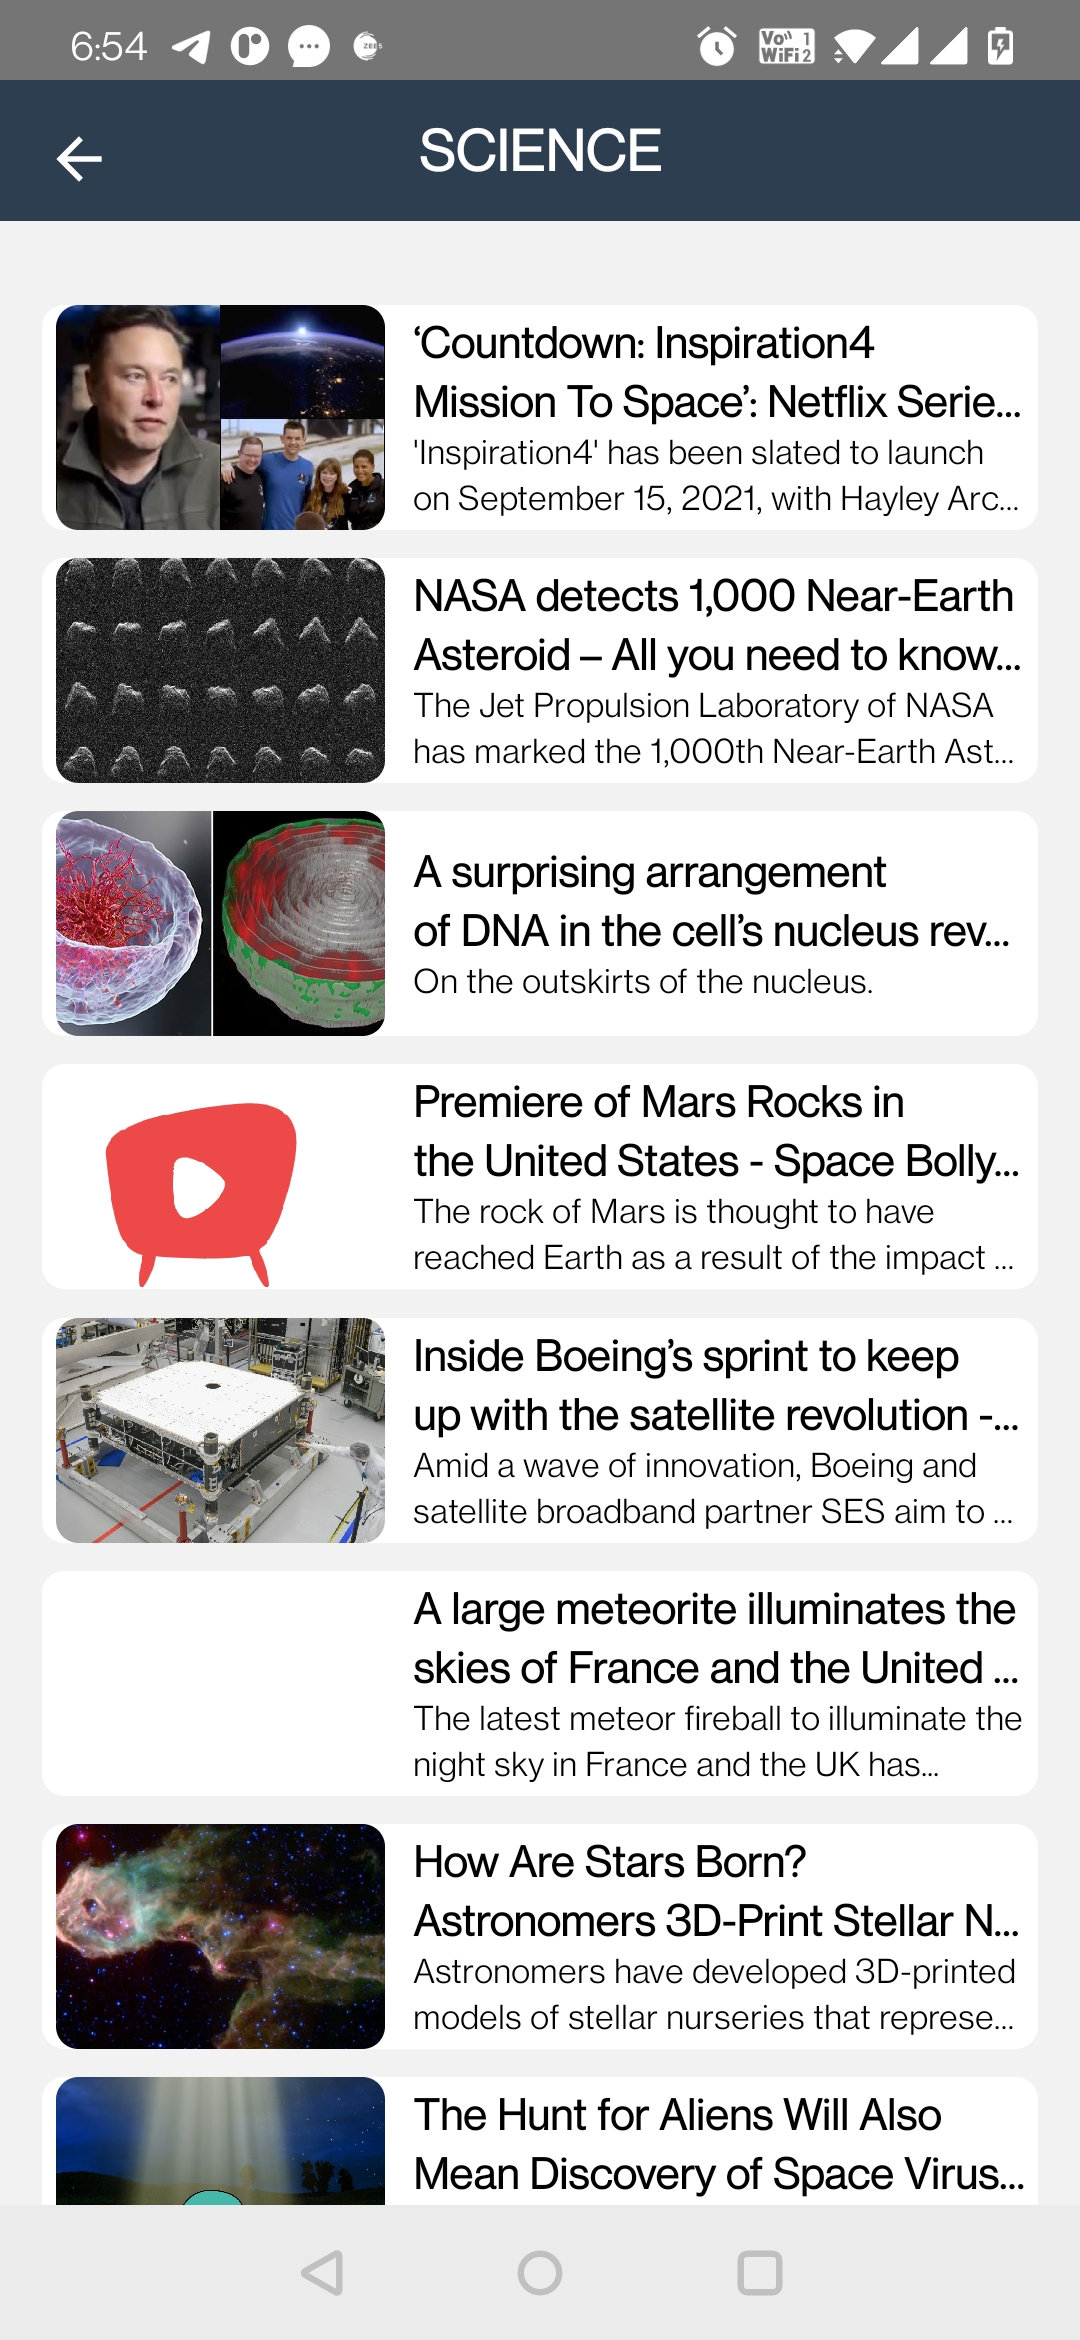 6:54
ZEE5
Vo 1
WiFi 2
SCIENCE
‘Countdown: Inspiration4
Mission To Space’: Netflix Serie...
'Inspiration4' has been slated to launch
on September 15, 2021, with Hayley Arc...
NASA detects 1,000 Near-Earth
Asteroid – All you need to know...
The Jet Propulsion Laboratory of NASA
has marked the 1,000th Near-Earth Ast...
A surprising arrangement
of DNA in the cell’s nucleus rev...
On the outskirts of the nucleus.
Premiere of Mars Rocks in
the United States - Space Bolly...
The rock of Mars is thought to have
reached Earth as a result of the impact ...
Inside Boeing’s sprint to keep
up with the satellite revolution -...
Amid a wave of innovation, Boeing and
satellite broadband partner SES aim to ...
A large meteorite illuminates the
skies of France and the United ...
The latest meteor fireball to illuminate the
night sky in France and the UK has...
How Are Stars Born?
Astronomers 3D-Print Stellar N...
Astronomers have developed 3D-printed
models of stellar nurseries that represe...
The Hunt for Aliens Will Also
Mean Discovery of Space Virus...